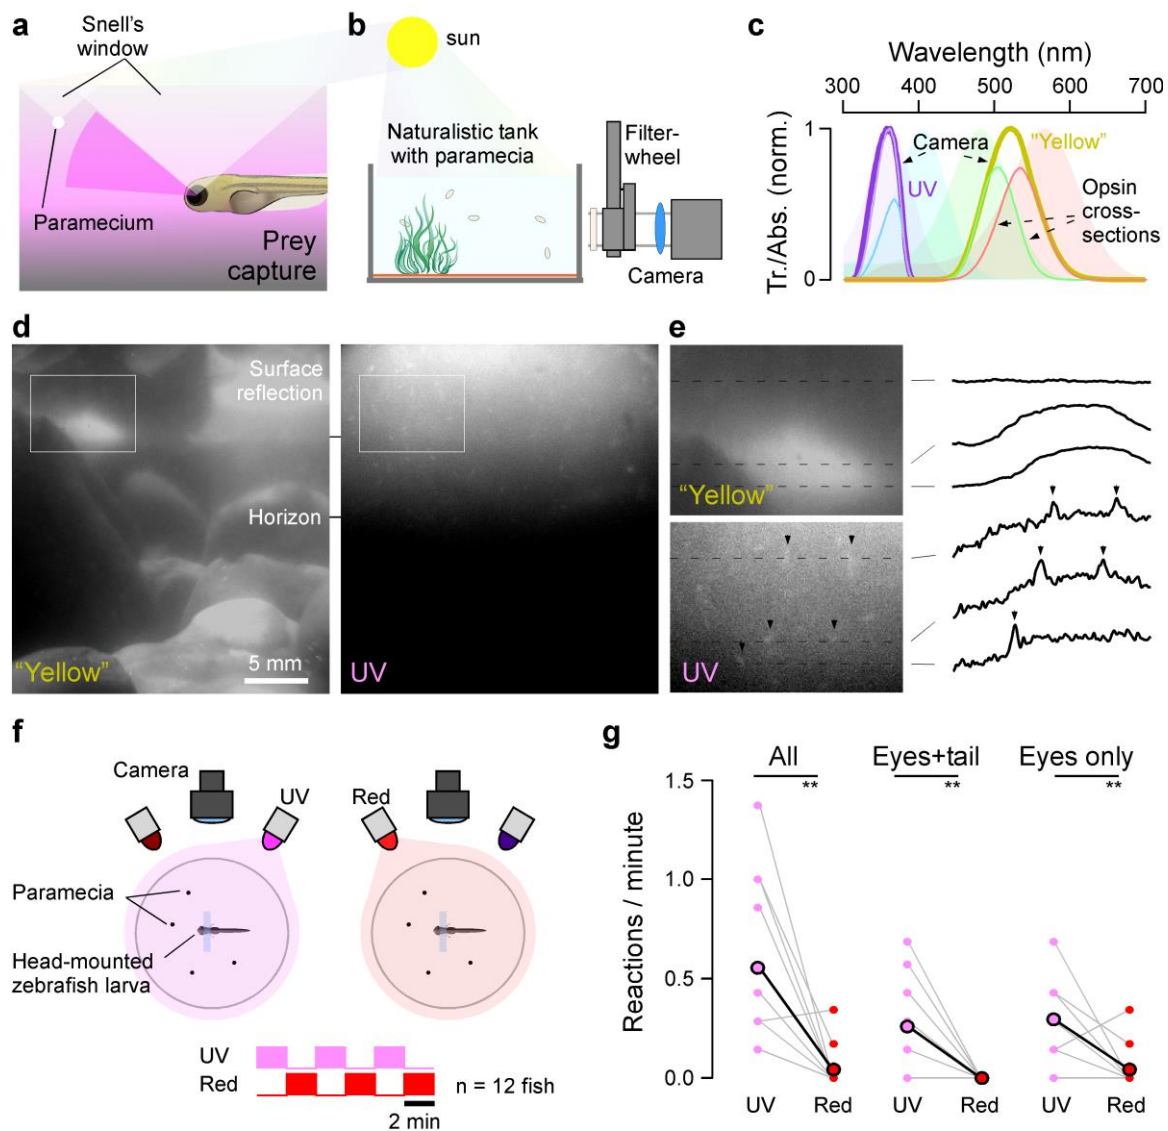 a
Snell's
window
Paramecium
Prey
capture
b
sun
Naturalistic tank
with paramecia
Filter-
wheel
Camera
c
Wavelength (nm)
300 400 500 600 700
Tr./Abs. (norm.)
1
0
Camera
"Yellow"
UV
Opsin
cross-
sections
d
Surface
reflection
Horizon
"Yellow"
5 mm
UV
e
"Yellow"
UV
f
Camera
UV
Red
Paramecia
Head-mounted
zebrafish larva
UV
Red
n = 12 fish
2 min
g
All
Eyes+tail
Eyes only
** ** **
Reactions / minute
1.5
1.0
0.5
0.0
UV Red UV Red UV Red